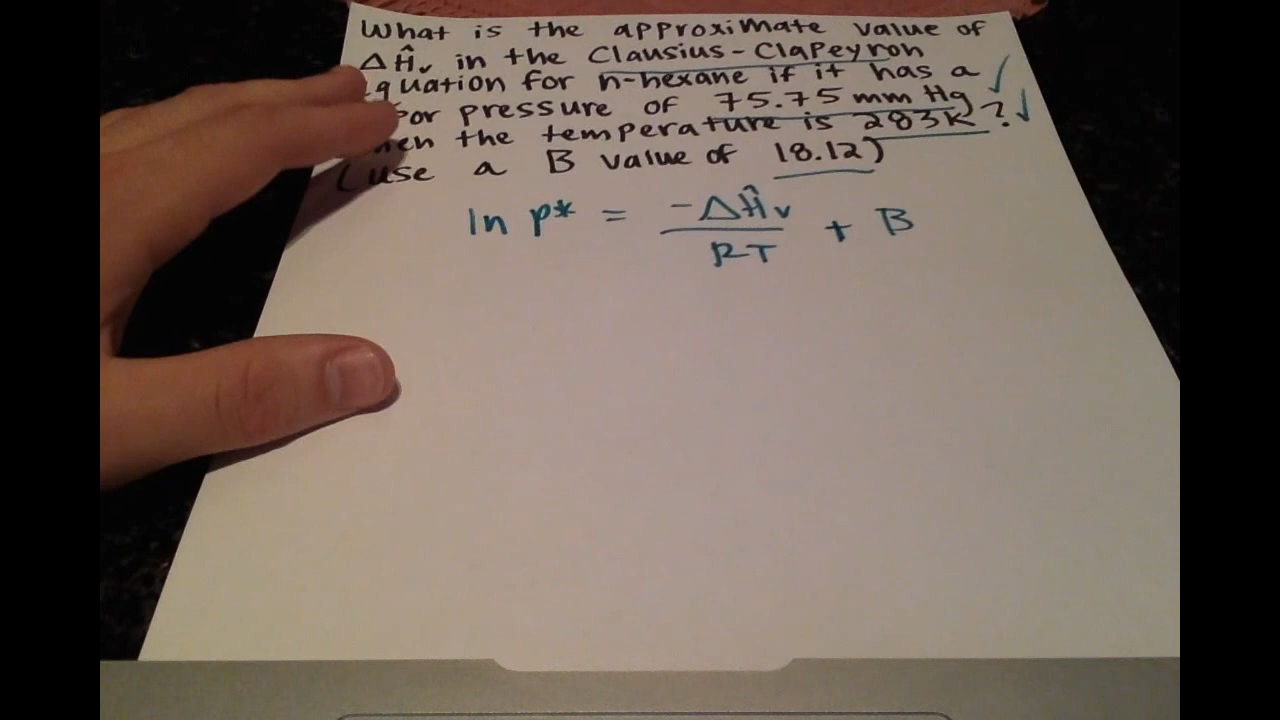 What is the approximate value of
ΔĤv in the Clausius-Clapeyron
quation for n-hexane if it has a
por pressure of 75.75 mm Hg
hen the temperature is 283K?
(use a B value of 18.12)
ln p* = -ΔĤv / RT + B